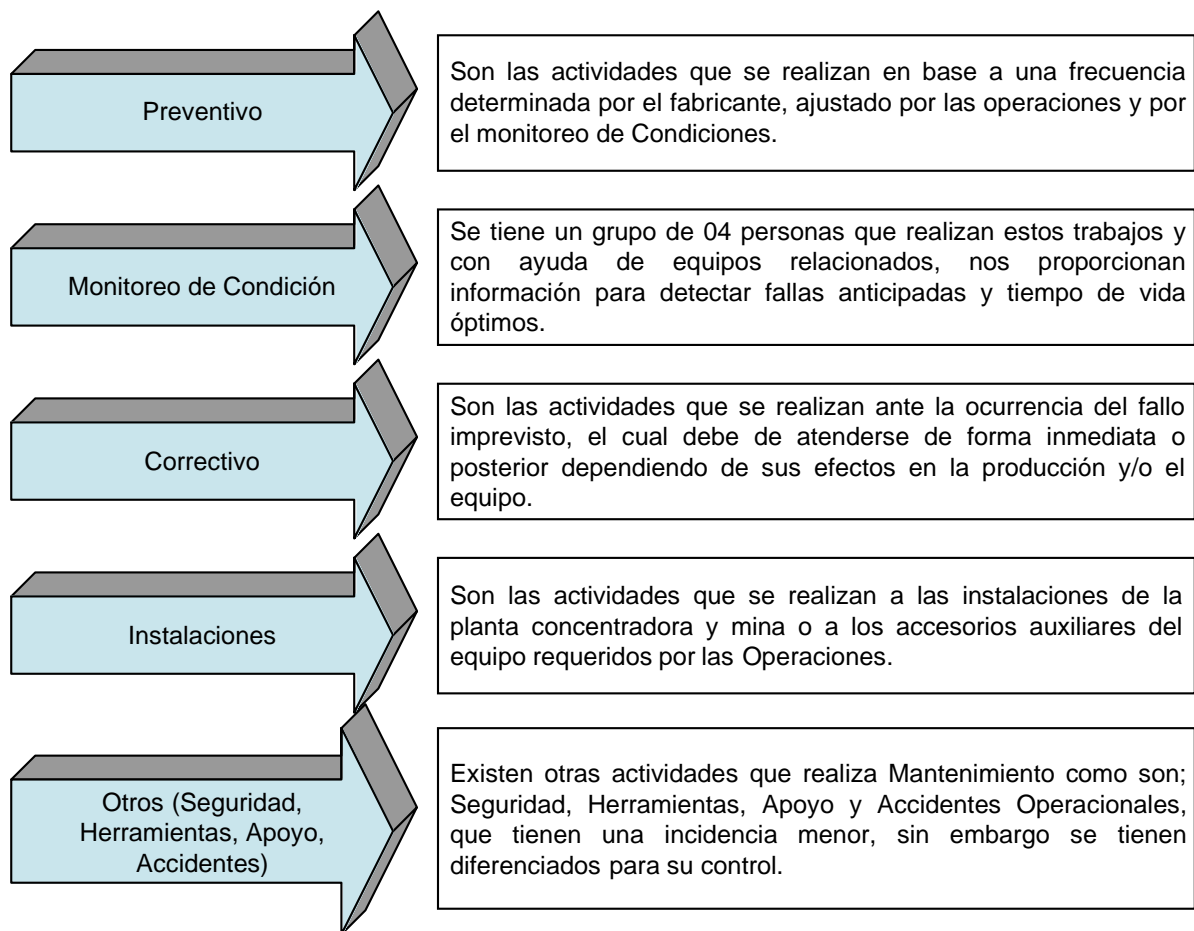 Preventivo
Son las actividades que se realizan en base a una frecuencia
determinada por el fabricante, ajustado por las operaciones y por
el monitoreo de Condiciones.
Monitoreo de Condición
Se tiene un grupo de 04 personas que realizan estos trabajos y
con ayuda de equipos relacionados, nos proporcionan
información para detectar fallas anticipadas y tiempo de vida
óptimos.
Correctivo
Son las actividades que se realizan ante la ocurrencia del fallo
imprevisto, el cual debe de atenderse de forma inmediata o
posterior dependiendo de sus efectos en la producción y/o el
equipo.
Instalaciones
Son las actividades que se realizan a las instalaciones de la
planta concentradora y mina o a los accesorios auxiliares del
equipo requeridos por las Operaciones.
Otros (Seguridad,
Herramientas, Apoyo,
Accidentes)
Existen otras actividades que realiza Mantenimiento como son;
Seguridad, Herramientas, Apoyo y Accidentes Operacionales,
que tienen una incidencia menor, sin embargo se tienen
diferenciados para su control.